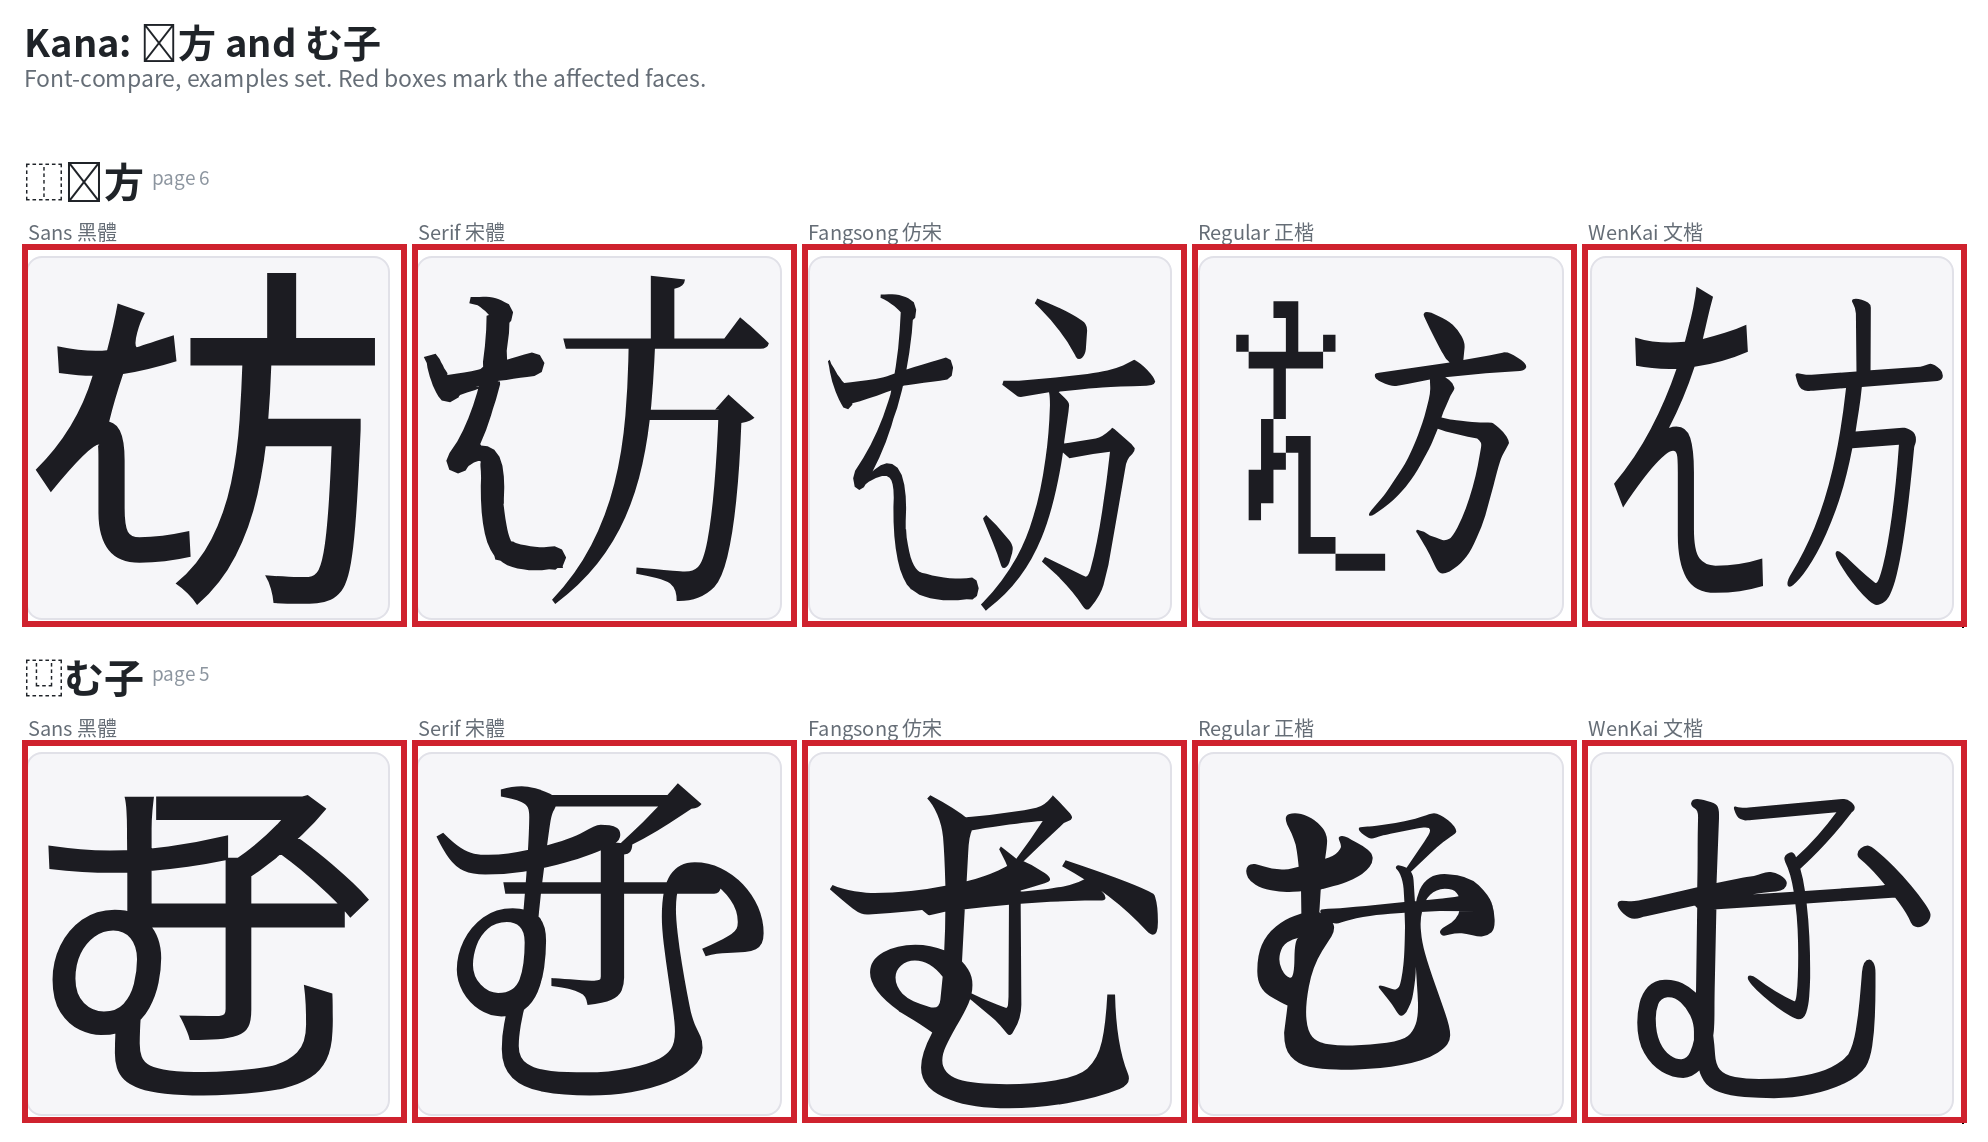 Kana: 方 and む子
Font-compare, examples set. Red boxes mark the affected faces.
⿰方 page 6
Sans 黑體 Serif 宋體 Fangsong 仿宋 Regular 正楷 WenKai 文楷
⿶む子 page 5
Sans 黑體 Serif 宋體 Fangsong 仿宋 Regular 正楷 WenKai 文楷